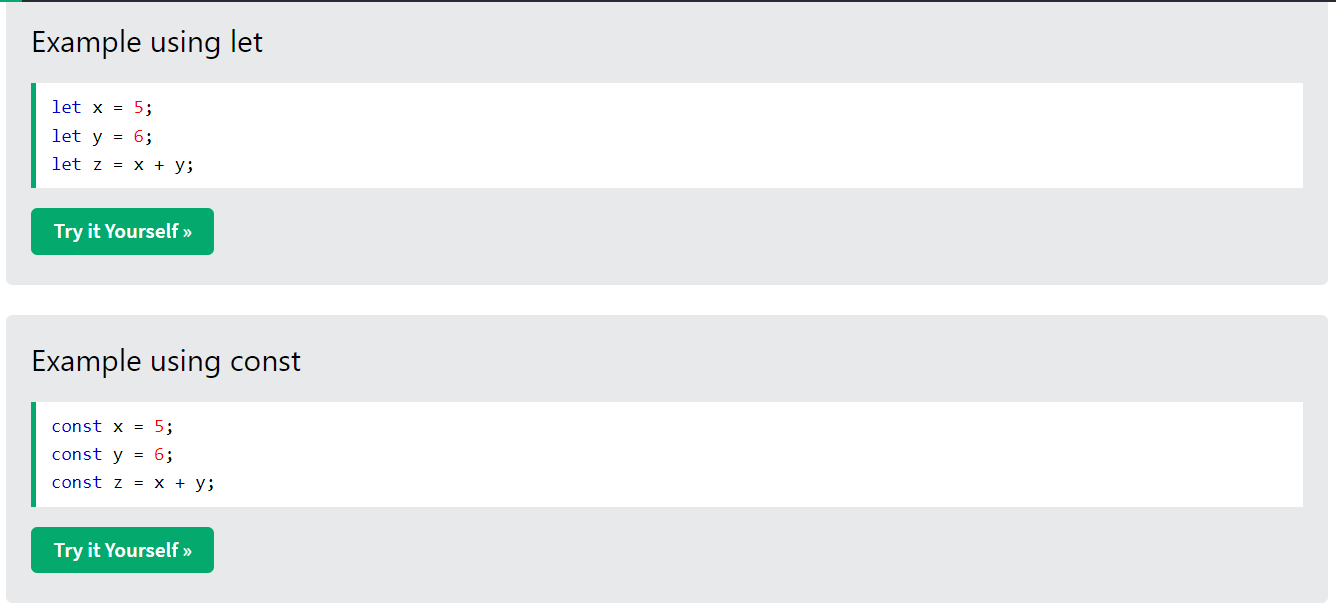 Example using let
let x = 5;
let y = 6;
let z = x + y;
Try it Yourself »
Example using const
const x = 5;
const y = 6;
const z = x + y;
Try it Yourself »